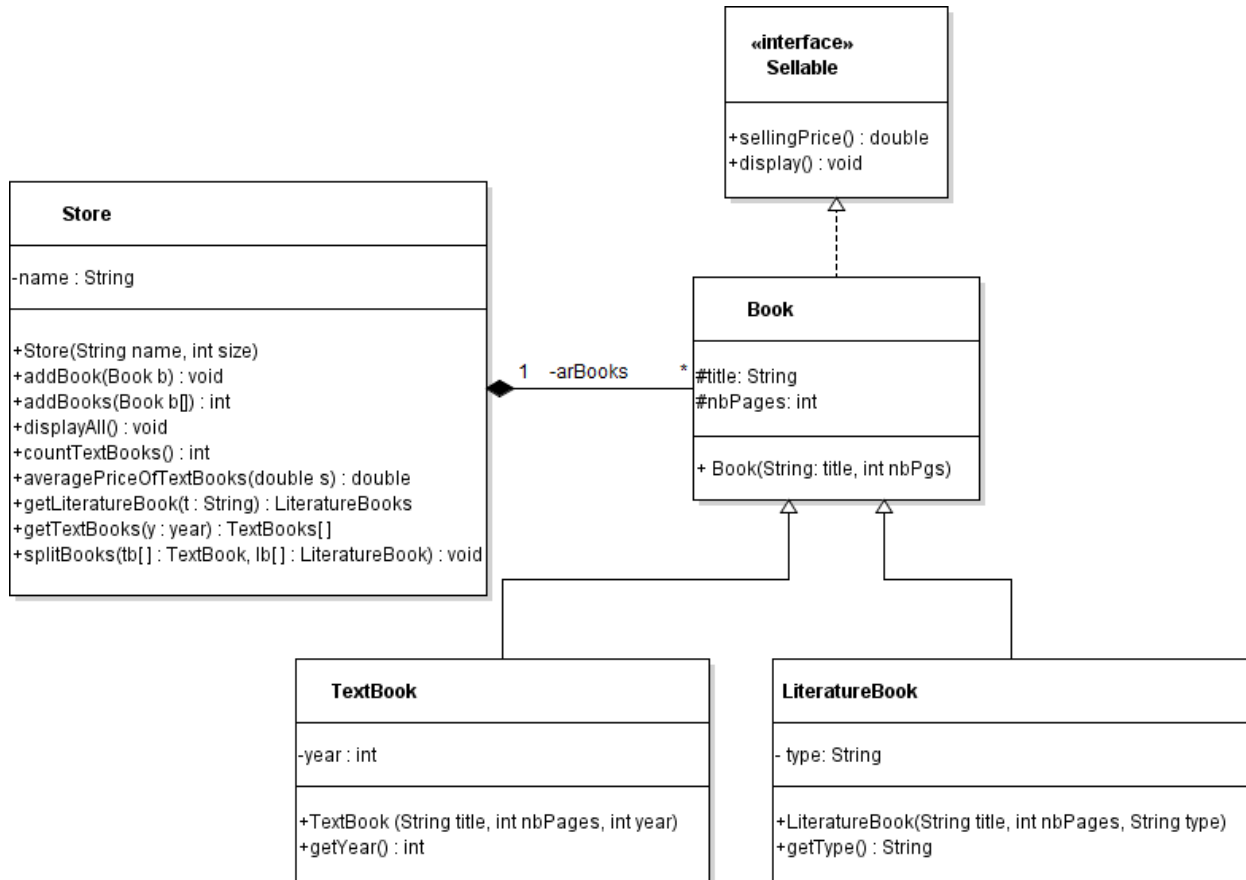 «interface»
Sellable
+sellingPrice() : double
+display() : void
Store
-name : String
+Store(String name, int size)
+addBook(Book b) : void
+addBooks(Book b[]) : int
+displayAll() : void
+countTextBooks() : int
+averagePriceOfTextBooks(double s) : double
+getLiteratureBook(t : String) : LiteratureBooks
+getTextBooks(y : year) : TextBooks[ ]
+splitBooks(tb[ ] : TextBook, lb[ ] : LiteratureBook) : void
1 -arBooks *
Book
#title: String
#nbPages: int
+ Book(String: title, int nbPgs)
TextBook
-year : int
+TextBook (String title, int nbPages, int year)
+getYear() : int
LiteratureBook
- type: String
+LiteratureBook(String title, int nbPages, String type)
+getType() : String